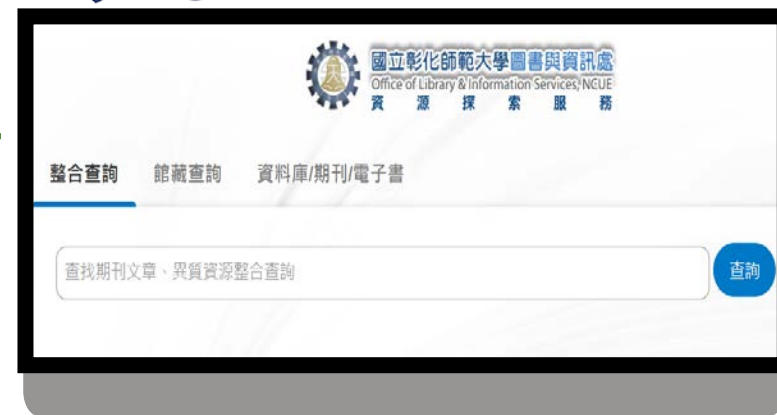 國立彰化師範大學圖書與資訊處
Office of Library & Information Services, NCUE
資源探索服務
整合查詢 館藏查詢 資料庫/期刊/電子書
查找期刊文章、異質資源整合查詢 查詢